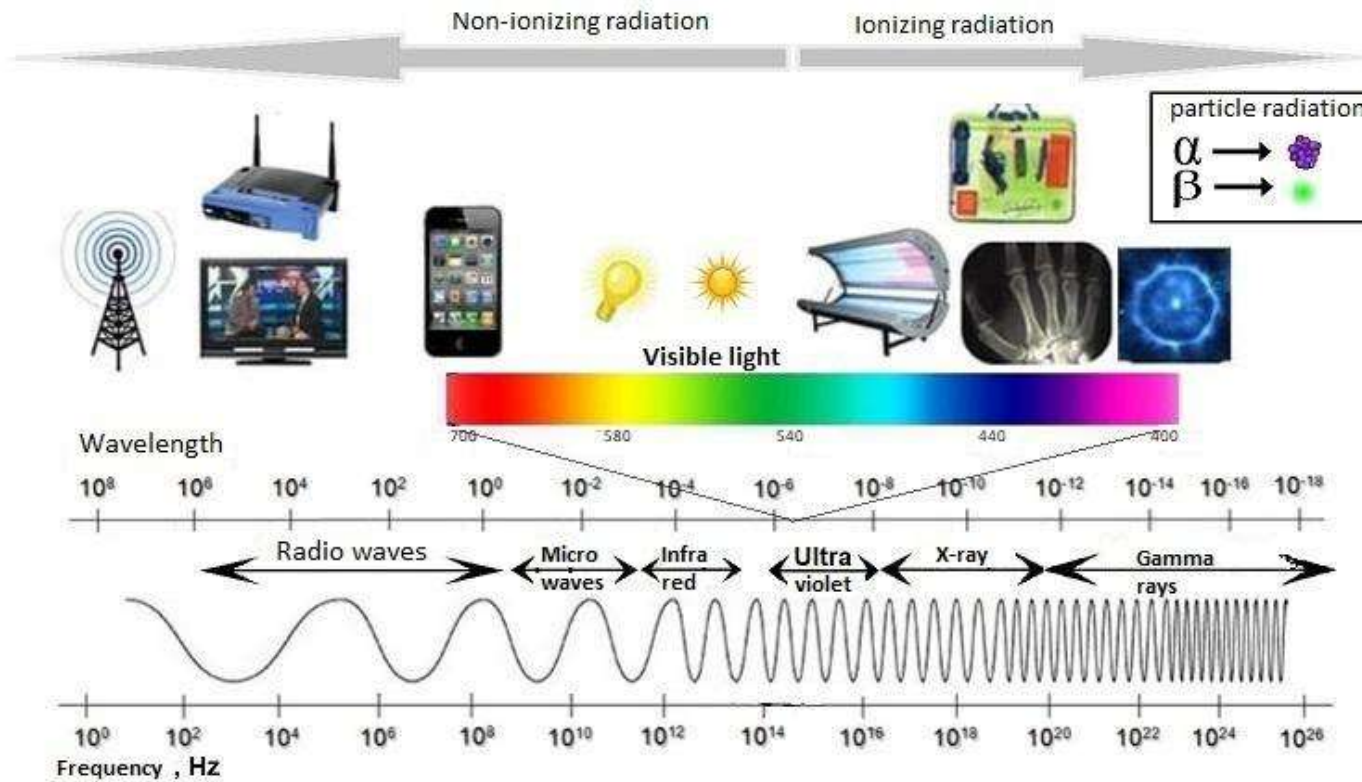 Non-ionizing radiation
Ionizing radiation
particle radiation
α
β
Visible light
700 580 540 440 400
Wavelength
10⁸ 10⁶ 10⁴ 10² 10⁰ 10⁻² 10⁻⁴ 10⁻⁶ 10⁻⁸ 10⁻¹⁰ 10⁻¹² 10⁻¹⁴ 10⁻¹⁶ 10⁻¹⁸
Radio waves
Micro
waves
Infra
red
Ultra
violet
X-ray
Gamma
rays
10⁰ 10² 10⁴ 10⁶ 10⁸ 10¹⁰ 10¹² 10¹⁴ 10¹⁶ 10¹⁸ 10²⁰ 10²² 10²⁴ 10²⁶
Frequency , Hz